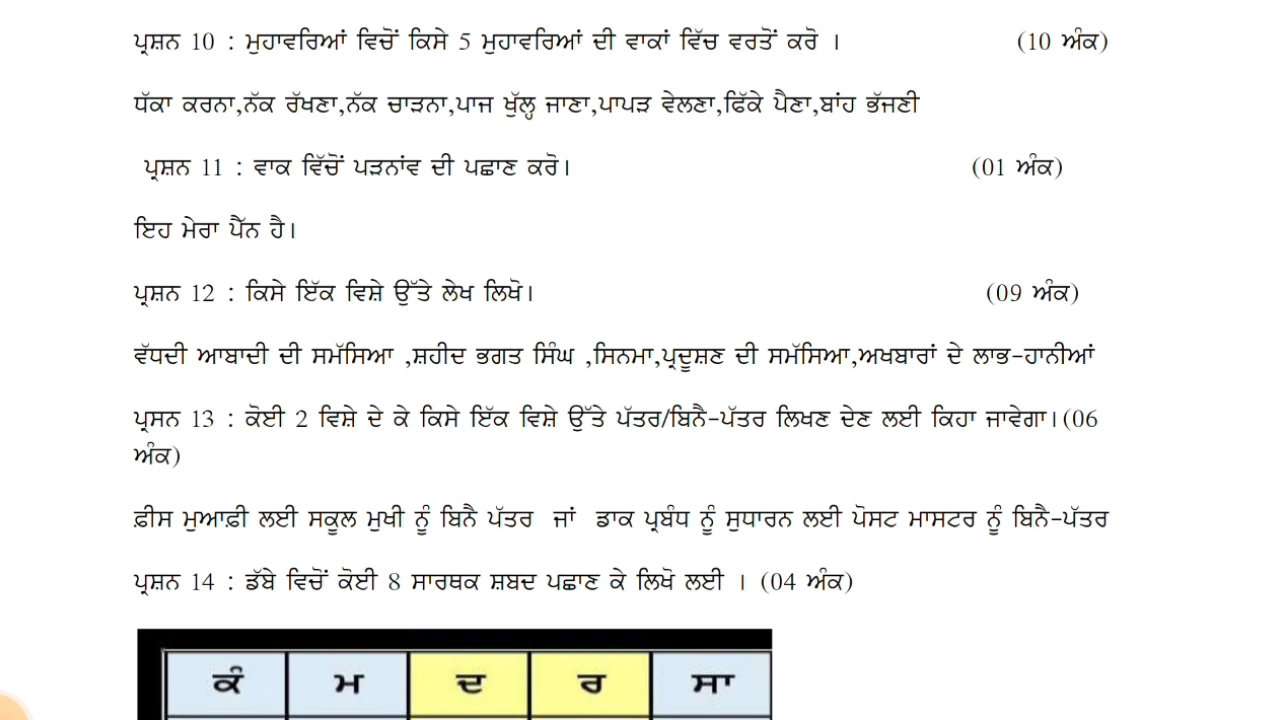 ਪ੍ਰਸ਼ਨ 10 : ਮੁਹਾਵਰਿਆਂ ਵਿਚੋਂ ਕਿਸੇ 5 ਮੁਹਾਵਰਿਆਂ ਦੀ ਵਾਕਾਂ ਵਿੱਚ ਵਰਤੋਂ ਕਰੋ । (10 ਅੰਕ)
ਧੱਕਾ ਕਰਨਾ,ਨੱਕ ਰੱਖਣਾ,ਨੱਕ ਚਾੜਨਾ,ਪਾਜ ਖੁੱਲ੍ਹ ਜਾਣਾ,ਪਾਪੜ ਵੇਲਣਾ,ਫਿੱਕੇ ਪੈਣਾ,ਬਾਂਹ ਭੱਜਣੀ
ਪ੍ਰਸ਼ਨ 11 : ਵਾਕ ਵਿੱਚੋਂ ਪੜਨਾਂਵ ਦੀ ਪਛਾਣ ਕਰੋ। (01 ਅੰਕ)
ਇਹ ਮੇਰਾ ਪੈੱਨ ਹੈ।
ਪ੍ਰਸ਼ਨ 12 : ਕਿਸੇ ਇੱਕ ਵਿਸ਼ੇ ਉੱਤੇ ਲੇਖ ਲਿਖੋ। (09 ਅੰਕ)
ਵੱਧਦੀ ਆਬਾਦੀ ਦੀ ਸਮੱਸਿਆ ,ਸ਼ਹੀਦ ਭਗਤ ਸਿੰਘ ,ਸਿਨਮਾ,ਪ੍ਰਦੂਸ਼ਣ ਦੀ ਸਮੱਸਿਆ,ਅਖਬਾਰਾਂ ਦੇ ਲਾਭ-ਹਾਨੀਆਂ
ਪ੍ਰਸਨ 13 : ਕੋਈ 2 ਵਿਸ਼ੇ ਦੇ ਕੇ ਕਿਸੇ ਇੱਕ ਵਿਸ਼ੇ ਉੱਤੇ ਪੱਤਰ/ਬਿਨੈ-ਪੱਤਰ ਲਿਖਣ ਦੇਣ ਲਈ ਕਿਹਾ ਜਾਵੇਗਾ।(06
ਅੰਕ)
ਫ਼ੀਸ ਮੁਆਫ਼ੀ ਲਈ ਸਕੂਲ ਮੁਖੀ ਨੂੰ ਬਿਨੈ ਪੱਤਰ ਜਾਂ ਡਾਕ ਪ੍ਰਬੰਧ ਨੂੰ ਸੁਧਾਰਨ ਲਈ ਪੋਸਟ ਮਾਸਟਰ ਨੂੰ ਬਿਨੈ-ਪੱਤਰ
ਪ੍ਰਸ਼ਨ 14 : ਡੱਬੇ ਵਿਚੋਂ ਕੋਈ 8 ਸਾਰਥਕ ਸ਼ਬਦ ਪਛਾਣ ਕੇ ਲਿਖੋ ਲਈ । (04 ਅੰਕ)
ਕੰ ਮ ਦ ਰ ਸਾ